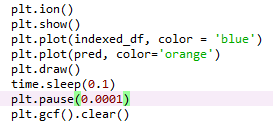 plt.ion()
plt.show()
plt.plot(indexed_df, color = 'blue')
plt.plot(pred, color='orange')
plt.draw()
time.sleep(0.1)
plt.pause(0.0001)
plt.gcf().clear()